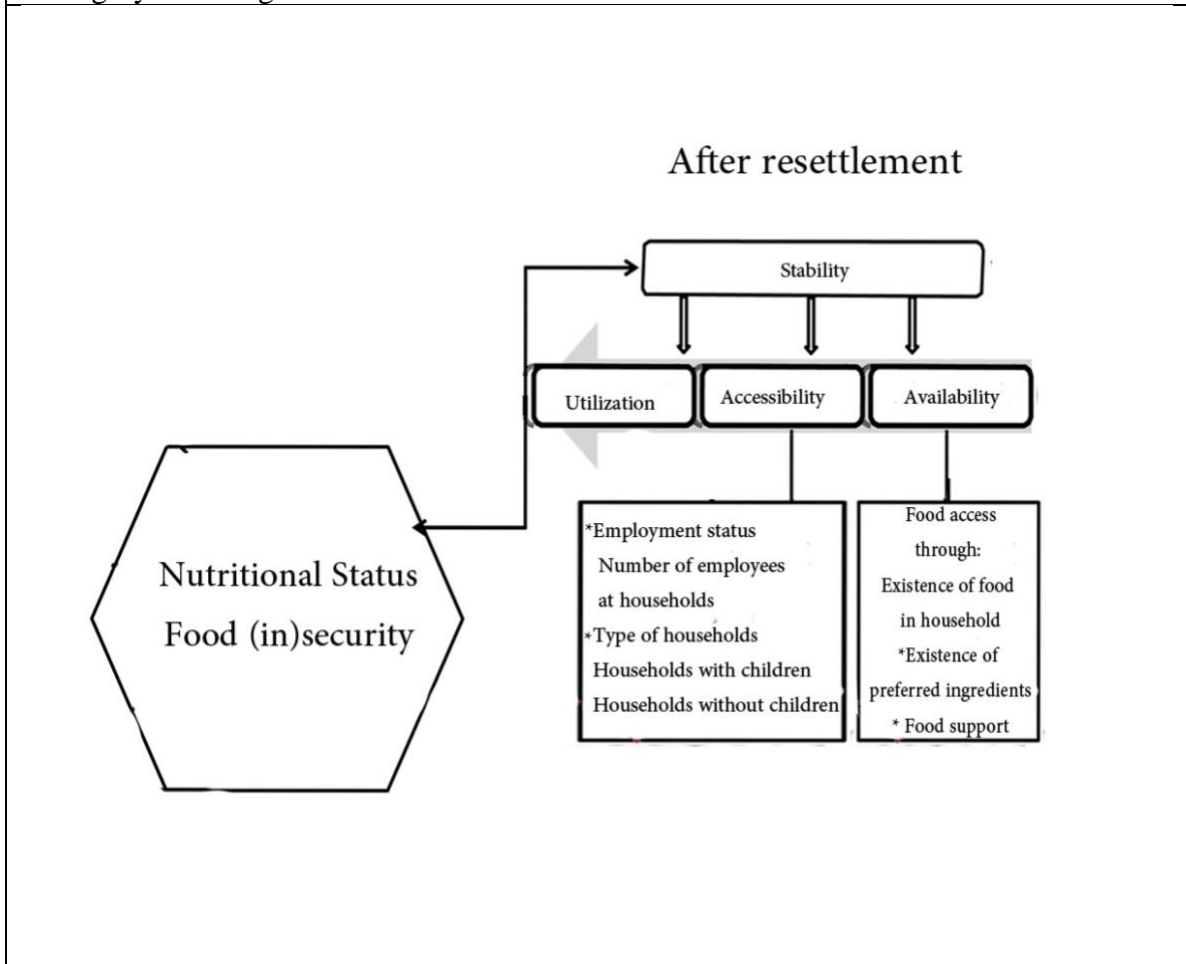 After resettlement
Stability
Utilization
Accessibility
Availability
Nutritional Status
Food (in)security
*Employment status
Number of employees
at households
*Type of households
Households with children
Households without children
Food access
through:
Existence of food
in household
*Existence of
preferred ingredients
* Food support